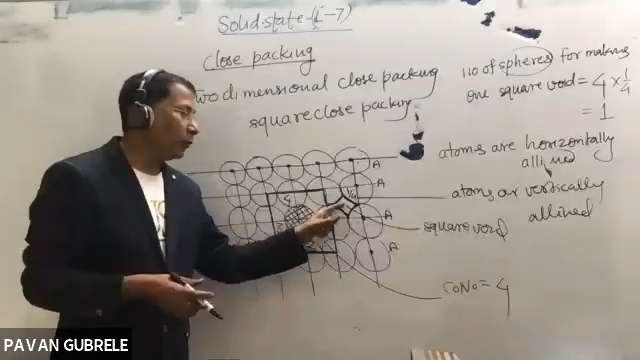 Solid state-(L-7)
close packing
two dimensional close packing
square close packing
no of spheres for making
one square void = 4 × 1/4
= 1
atoms are horizontally
allined
atoms ar vertically
allined
square void
CoNo = 4
A
A
A
A
PAVAN GUBRELE